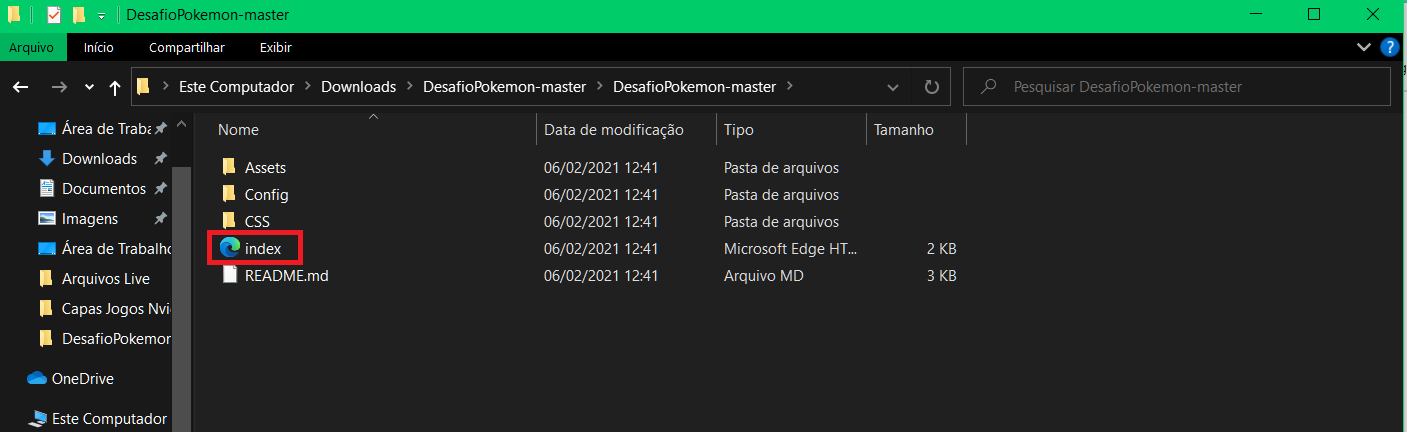 DesafioPokemon-master
Arquivo Início Compartilhar Exibir
Este Computador Downloads DesafioPokemon-master DesafioPokemon-master Pesquisar DesafioPokemon-master
Nome Data de modificação Tipo Tamanho
Área de Traba
Downloads
Documentos
Imagens
Área de Trabalho
Arquivos Live
Capas Jogos Nvi
DesafioPokemon
OneDrive
Este Computador
Assets 06/02/2021 12:41 Pasta de arquivos
Config 06/02/2021 12:41 Pasta de arquivos
CSS 06/02/2021 12:41 Pasta de arquivos
index 06/02/2021 12:41 Microsoft Edge HT... 2 KB
README.md 06/02/2021 12:41 Arquivo MD 3 KB